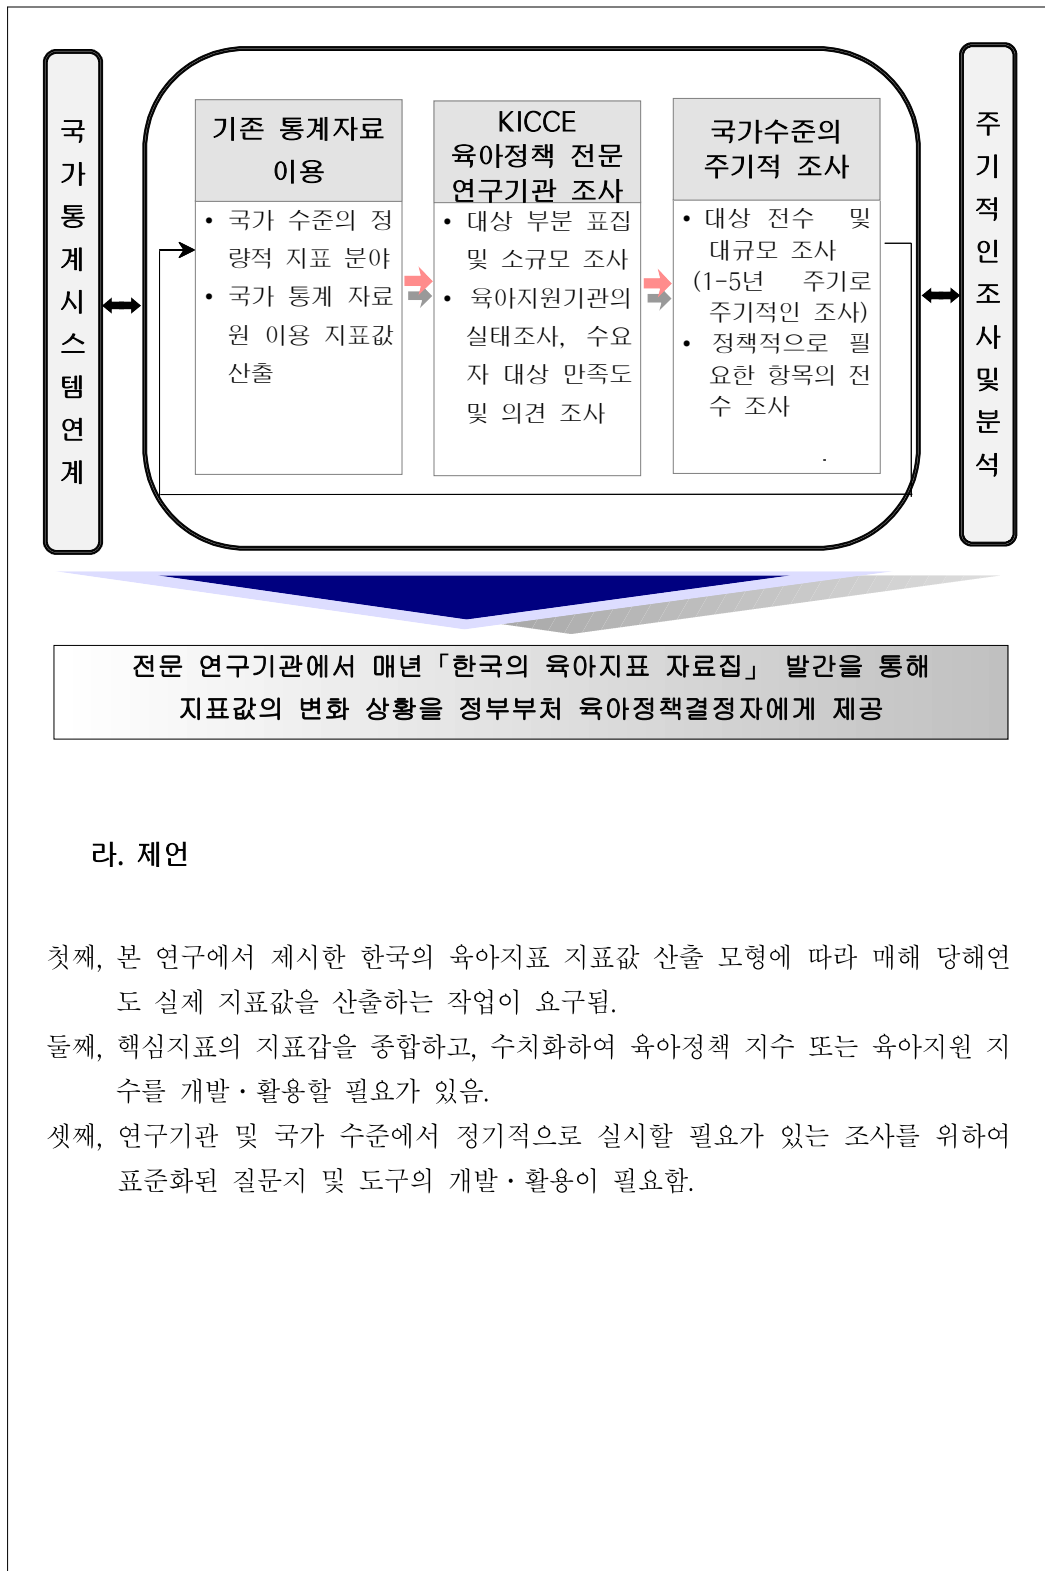 국가통계시스템연계
기존 통계자료
이용
• 국가 수준의 정
량적 지표 분야
• 국가 통계 자료
원 이용 지표값
산출
KICCE
육아정책 전문
연구기관 조사
• 대상 부분 표집
및 소규모 조사
• 육아지원기관의
실태조사, 수요
자 대상 만족도
및 의견 조사
국가수준의
주기적 조사
• 대상 전수 및
대규모 조사
(1-5년 주기로
주기적인 조사)
• 정책적으로 필
요한 항목의 전
수 조사
.
주기적인조사및분석
전문 연구기관에서 매년「한국의 육아지표 자료집」 발간을 통해
지표값의 변화 상황을 정부부처 육아정책결정자에게 제공
라. 제언
첫째, 본 연구에서 제시한 한국의 육아지표 지표값 산출 모형에 따라 매해 당해연
도 실제 지표값을 산출하는 작업이 요구됨.
둘째, 핵심지표의 지표갑을 종합하고, 수치화하여 육아정책 지수 또는 육아지원 지
수를 개발·활용할 필요가 있음.
셋째, 연구기관 및 국가 수준에서 정기적으로 실시할 필요가 있는 조사를 위하여
표준화된 질문지 및 도구의 개발·활용이 필요함.